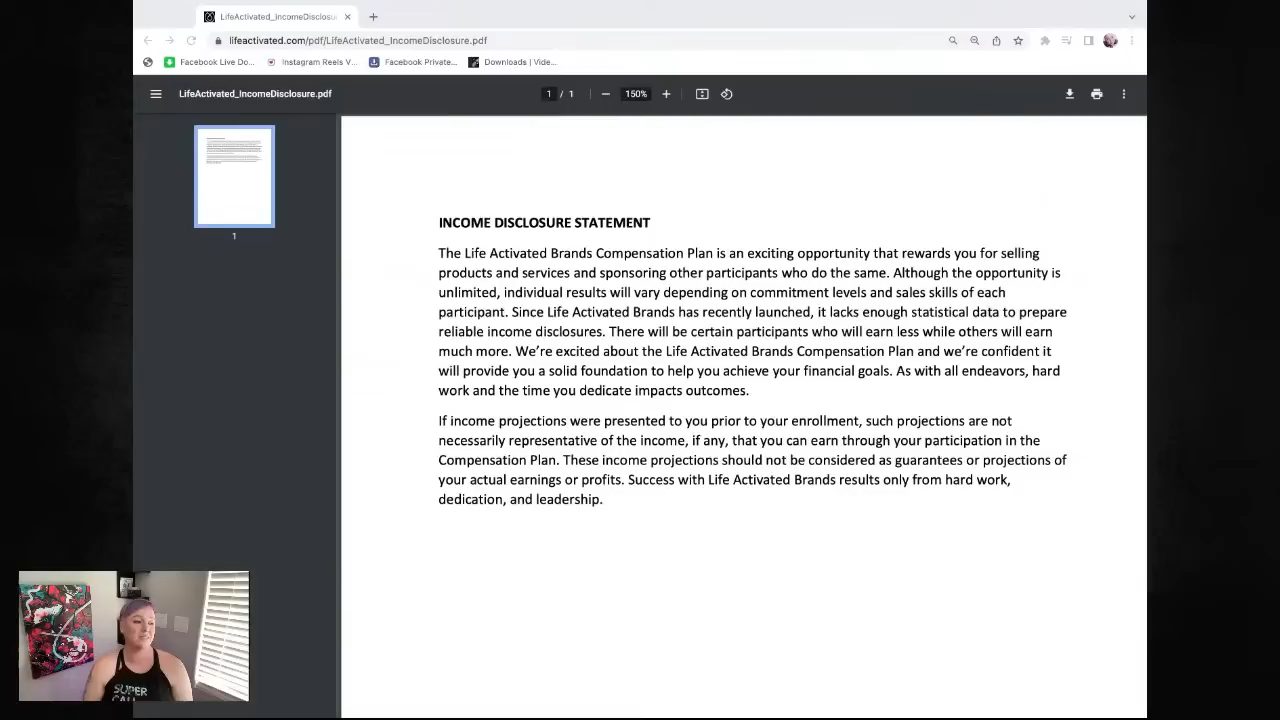 LifeActivated_IncomeDisclosu
lifeactivated.com/pdf/LifeActivated_IncomeDisclosure.pdf
Facebook Live Do...
Instagram Reels V...
Facebook Private...
Downloads | Vide...
LifeActivated_IncomeDisclosure.pdf
1 / 1
150%
1
INCOME DISCLOSURE STATEMENT
The Life Activated Brands Compensation Plan is an exciting opportunity that rewards you for selling
products and services and sponsoring other participants who do the same. Although the opportunity is
unlimited, individual results will vary depending on commitment levels and sales skills of each
participant. Since Life Activated Brands has recently launched, it lacks enough statistical data to prepare
reliable income disclosures. There will be certain participants who will earn less while others will earn
much more. We’re excited about the Life Activated Brands Compensation Plan and we’re confident it
will provide you a solid foundation to help you achieve your financial goals. As with all endeavors, hard
work and the time you dedicate impacts outcomes.
If income projections were presented to you prior to your enrollment, such projections are not
necessarily representative of the income, if any, that you can earn through your participation in the
Compensation Plan. These income projections should not be considered as guarantees or projections of
your actual earnings or profits. Success with Life Activated Brands results only from hard work,
dedication, and leadership.
SUPER